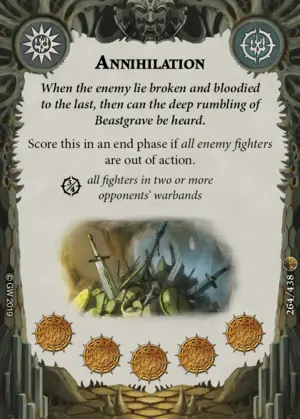 ANNIHILATION
When the enemy lie broken and bloodied
to the last, then can the deep rumbling of
Beastgrave be heard.
Score this in an end phase if all enemy fighters
are out of action.
all fighters in two or more
opponents' warbands
© GW 2019
264/438